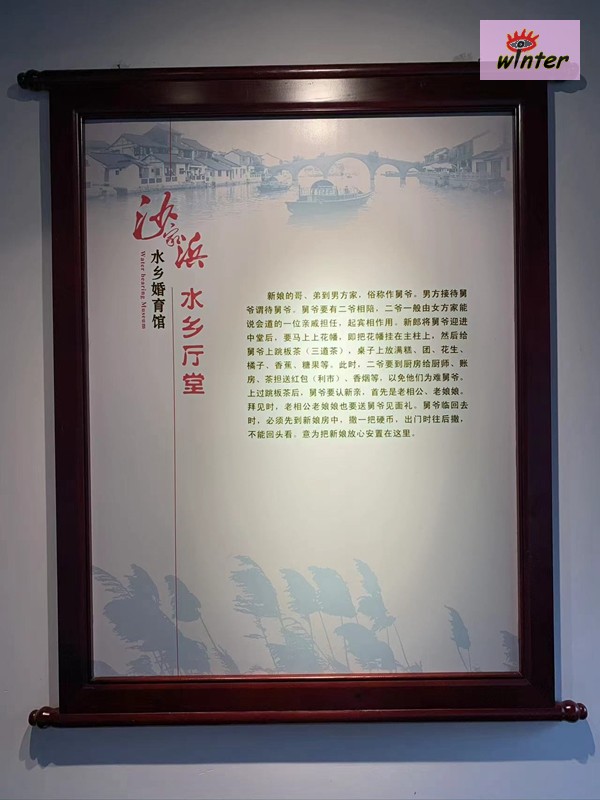 winter
沙家浜
水乡婚育馆
Water bearing Museum
水乡厅堂
新娘的哥、弟到男方家，俗称作舅爷。男方接待舅
爷谓待舅爷。舅爷要有二爷相陪，二爷一般由女方家能
说会道的一位亲戚担任，起宾相作用。新郎将舅爷迎进
中堂后，要马上上花幡，即把花幡挂在主柱上，然后给
舅爷上跳板茶（三道茶），桌子上放满糕、团、花生、
橘子、香蕉、糖果等。此时，二爷要到厨房给厨师、账
房、茶担送红包（利市）、香烟等，以免他们为难舅爷。
上过跳板茶后，舅爷要认新亲，首先是老相公、老娘娘。
拜见时，老相公老娘娘也要送舅爷见面礼。舅爷临回去
时，必须先到新娘房中，撒一把硬币，出门时往后撒，
不能回头看。意为把新娘放心安置在这里。